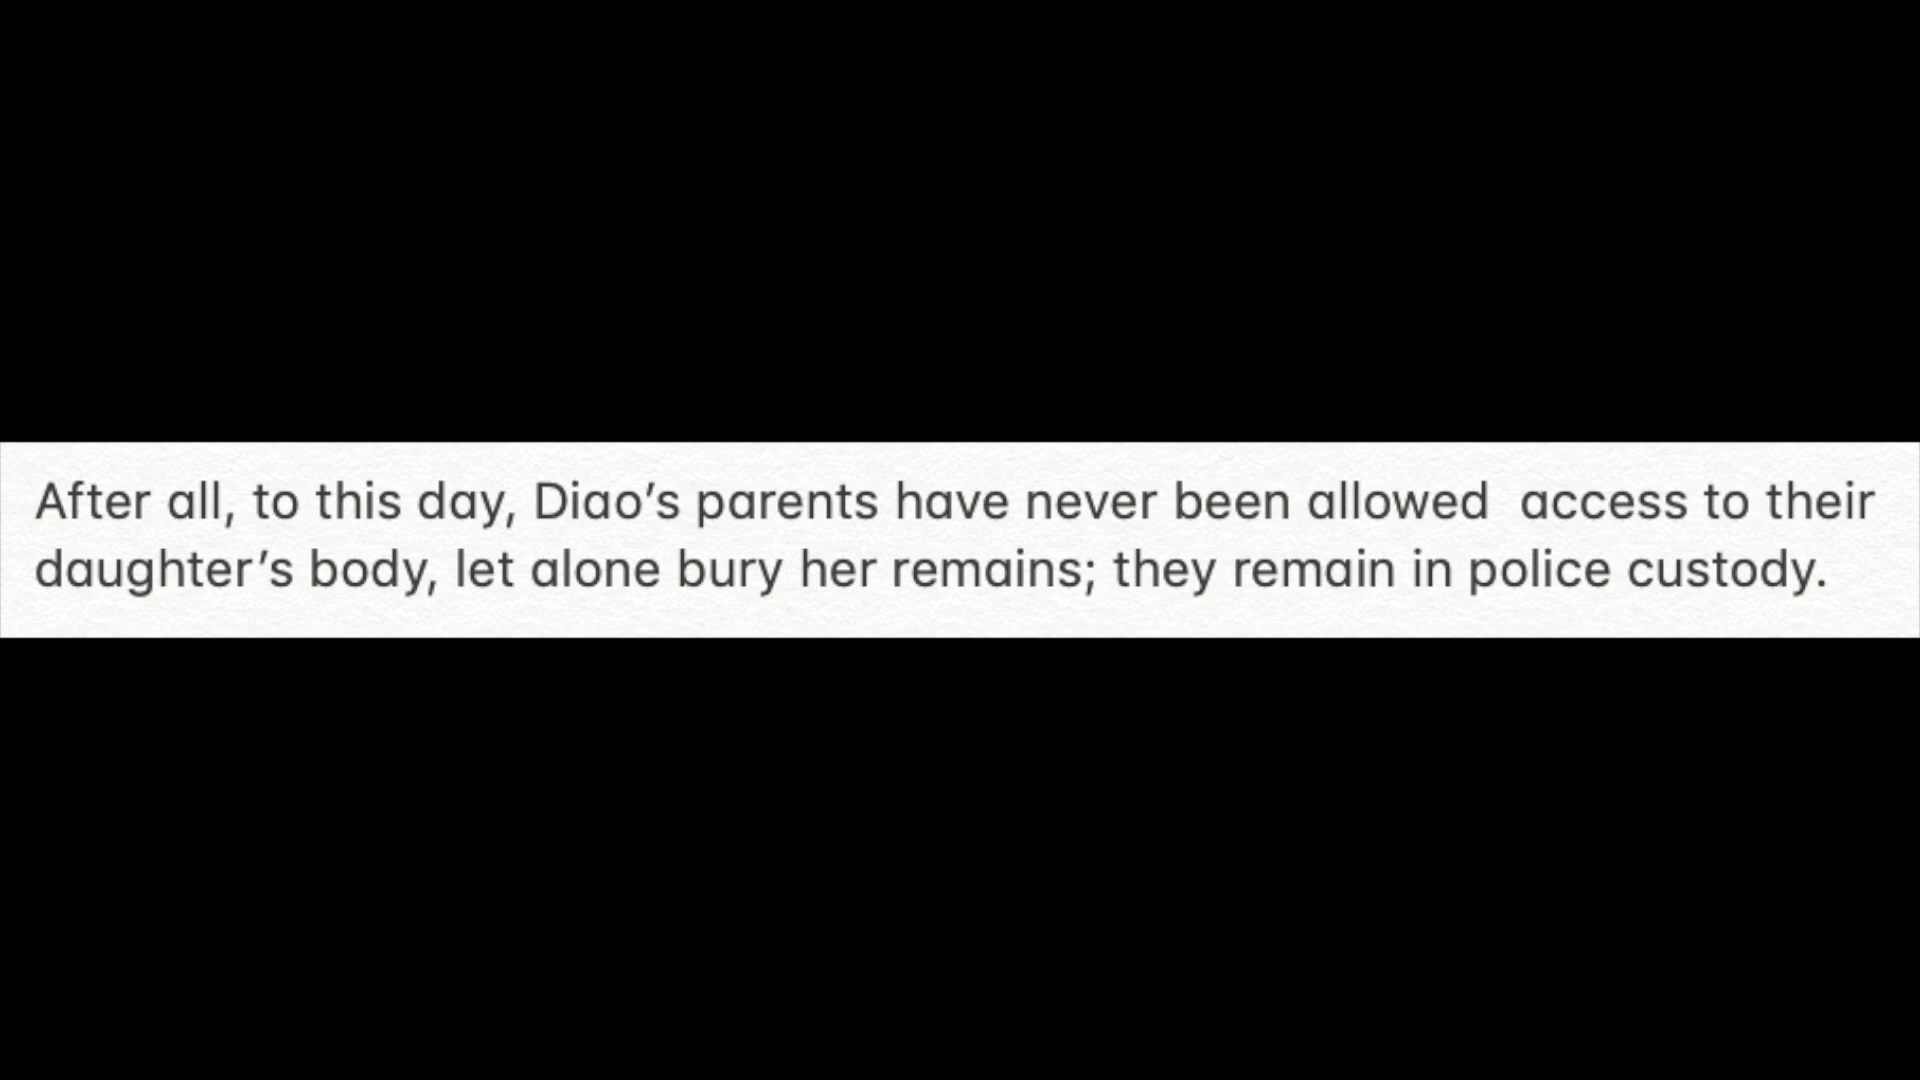 After all, to this day, Diao’s parents have never been allowed  access to their
daughter’s body, let alone bury her remains; they remain in police custody.